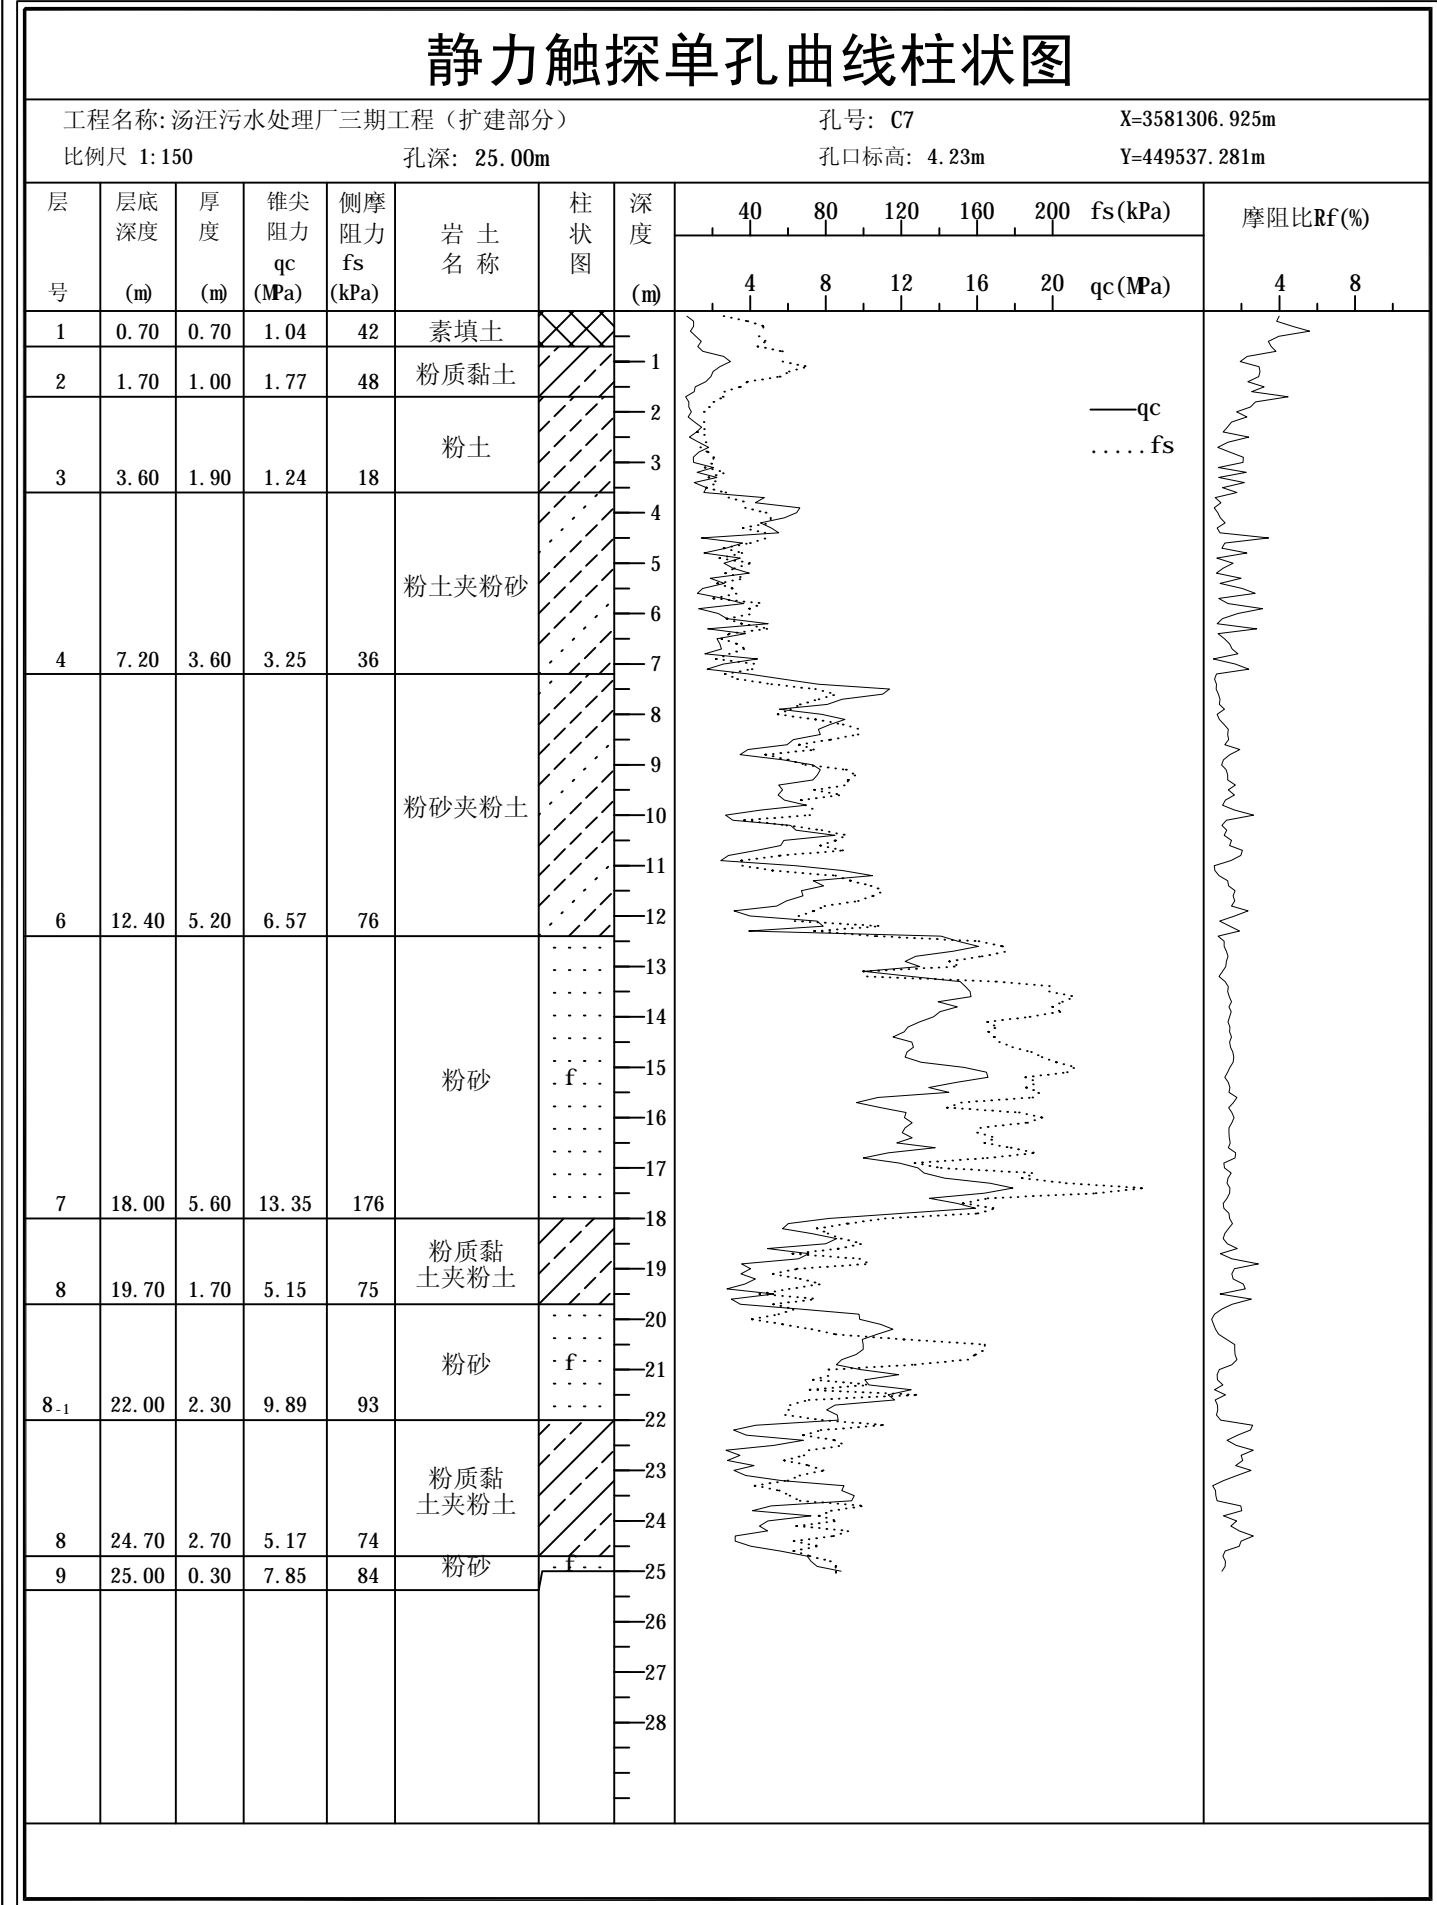 静力触探单孔曲线柱状图
工程名称: 汤汪污水处理厂三期工程（扩建部分） 孔号: C7 X=3581306.925m
比例尺 1:150 孔深: 25.00m 孔口标高: 4.23m Y=449537.281m
层号 层底深度(m) 厚度(m) 锥尖阻力qc(MPa) 侧摩阻力fs(kPa) 岩土名称 柱状图 深度(m)
40 80 120 160 200 fs(kPa)
4 8 12 16 20 qc(MPa)
摩阻比Rf(%)
4 8
1 0.70 0.70 1.04 42 素填土
2 1.70 1.00 1.77 48 粉质黏土
3 3.60 1.90 1.24 18 粉土
4 7.20 3.60 3.25 36 粉土夹粉砂
6 12.40 5.20 6.57 76 粉砂夹粉土
7 18.00 5.60 13.35 176 粉砂 f
8 19.70 1.70 5.15 75 粉质黏土夹粉土
8-1 22.00 2.30 9.89 93 粉砂 f
8 24.70 2.70 5.17 74 粉质黏土夹粉土
9 25.00 0.30 7.85 84 粉砂 f
1
2
3
4
5
6
7
8
9
10
11
12
13
14
15
16
17
18
19
20
21
22
23
24
25
26
27
28
qc
fs